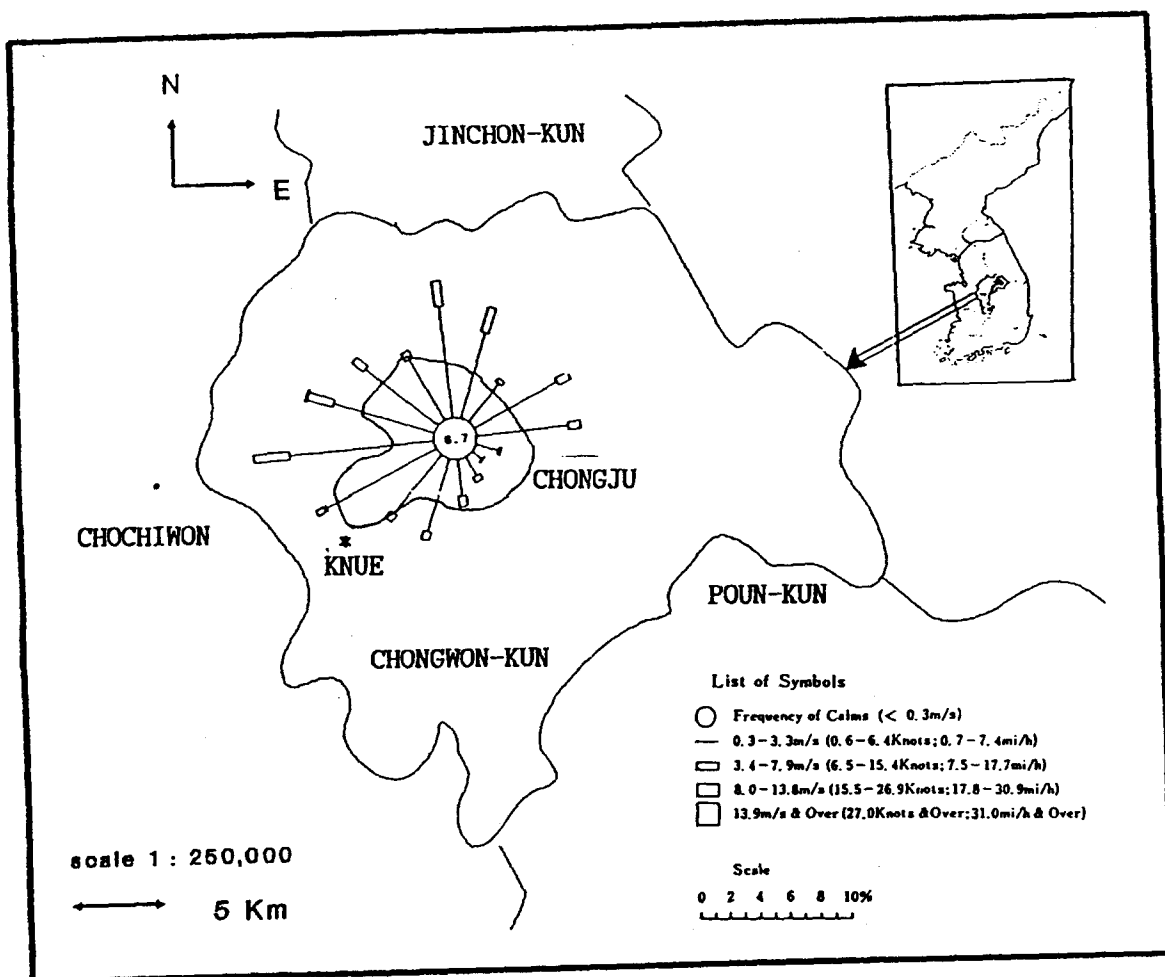 N
E
JINCHON-KUN
6.7
CHONGJU
CHOCHIWON
KNUE
POUN-KUN
CHONGWON-KUN
List of Symbols
Frequency of Calms (< 0.3m/s)
0.3-3.3m/s (0.6-6.4Knots; 0.7-7.4mi/h)
3.4-7.9m/s (6.5-15.4Knots; 7.5-17.7mi/h)
8.0-13.8m/s (15.5-26.9Knots; 17.8-30.9mi/h)
13.9m/s & Over (27.0Knots &Over; 31.0mi/h & Over)
scale 1 : 250,000
5 Km
Scale
0 2 4 6 8 10%